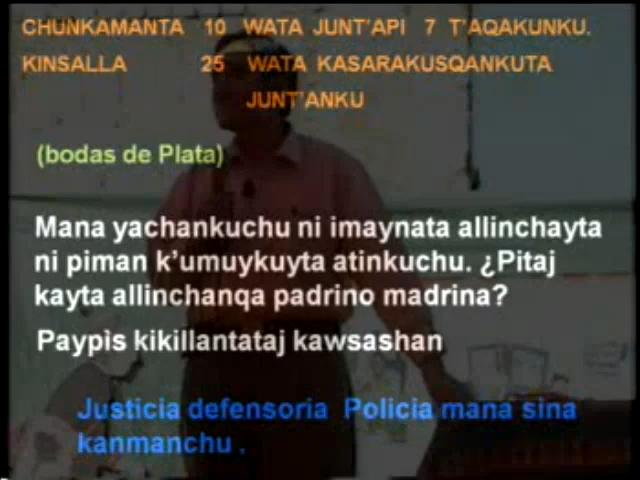 CHUNKAMANTA 10 WATA JUNT'API 7 T'AQAKUNKU.
KINSALLA 25 WATA KASARAKUSQANKUTA
JUNT'ANKU
(bodas de Plata)
Mana yachankuchu ni imaynata allinchayta
ni piman k'umuykuyta atinkuchu. ¿Pitaj
kayta allinchanqa padrino madrina?
Paypis kikillantataj kawsashan
Justicia defensoria Policia mana sina
kanmanchu .